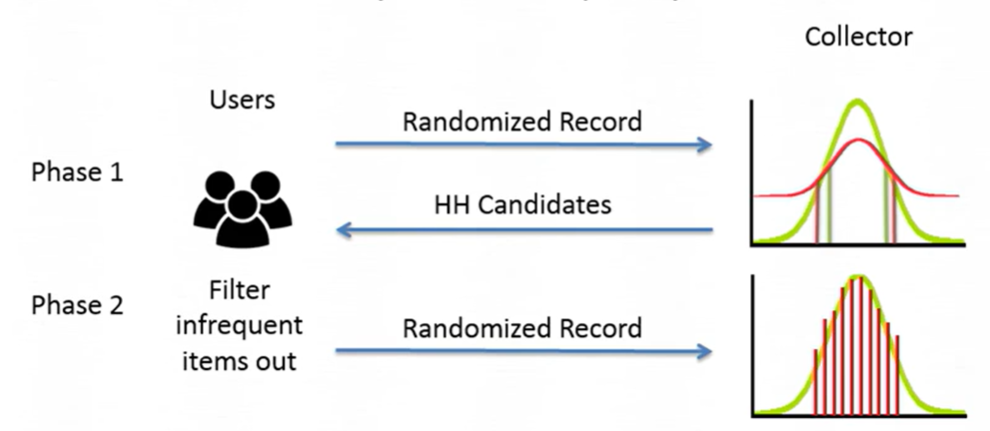 Collector
Users
Randomized Record
Phase 1
HH Candidates
Phase 2
Filter
infrequent
items out
Randomized Record